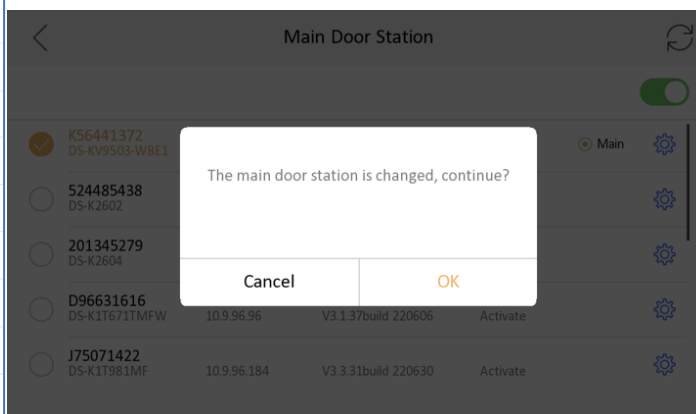 Main Door Station
K56441372
DS-KV9503-WBE1
Main
The main door station is changed, continue?
524485438
DS-K2602
201345279
DS-K2604
Cancel
OK
D96631616
DS-K1T671TMFW 10.9.96.96 V3.1.37build 220606 Activate
J75071422
DS-K1T981MF 10.9.96.184 V3.3.31build 220630 Activate